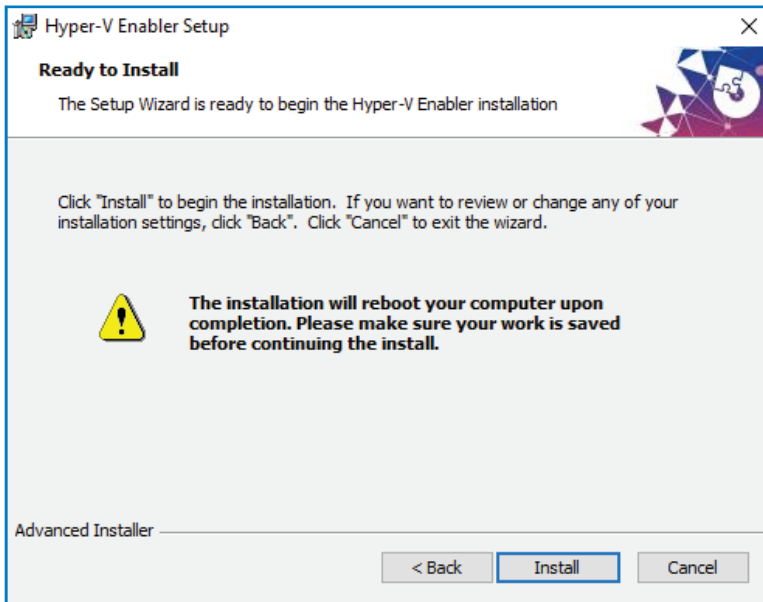 Hyper-V Enabler Setup
Ready to Install
The Setup Wizard is ready to begin the Hyper-V Enabler installation
Click "Install" to begin the installation.  If you want to review or change any of your
installation settings, click "Back".  Click "Cancel" to exit the wizard.
The installation will reboot your computer upon
completion. Please make sure your work is saved
before continuing the install.
Advanced Installer
< Back
Install
Cancel